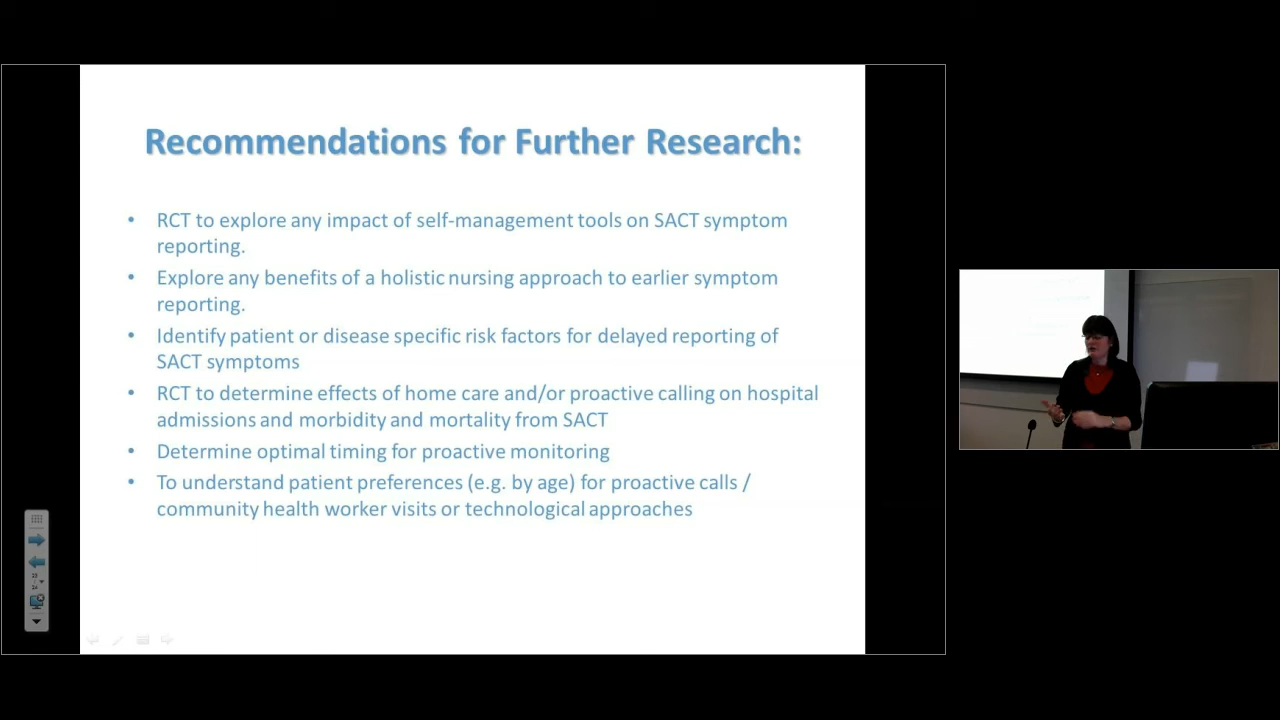 Recommendations for Further Research:
• RCT to explore any impact of self-management tools on SACT symptom
reporting.
• Explore any benefits of a holistic nursing approach to earlier symptom
reporting.
• Identify patient or disease specific risk factors for delayed reporting of
SACT symptoms
• RCT to determine effects of home care and/or proactive calling on hospital
admissions and morbidity and mortality from SACT
• Determine optimal timing for proactive monitoring
• To understand patient preferences (e.g. by age) for proactive calls /
community health worker visits or technological approaches
23
/
24